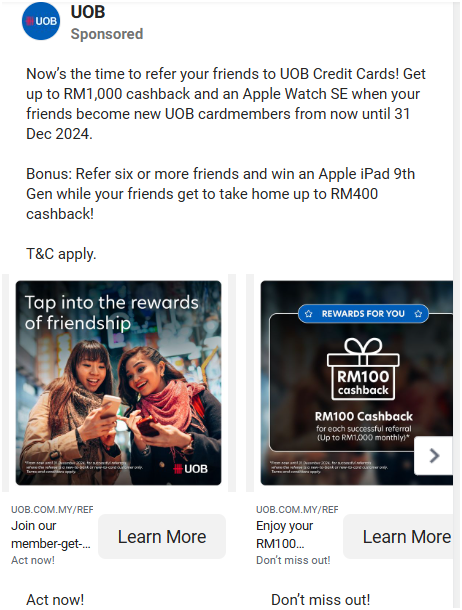 UOB
UOB
Sponsored
Now's the time to refer your friends to UOB Credit Cards! Get
up to RM1,000 cashback and an Apple Watch SE when your
friends become new UOB cardmembers from now until 31
Dec 2024.
Bonus: Refer six or more friends and win an Apple iPad 9th
Gen while your friends get to take home up to RM400
cashback!
T&C apply.
Tap into the rewards
of friendship
UOB
REWARDS FOR YOU
RM100
cashback
RM100 Cashback
for each successful referral
(Up to RM1,000 monthly)*
UOB.COM.MY/REF
Join our
member-get-...
Act now!
Learn More
UOB.COM.MY/REF
Enjoy your
RM100...
Don't miss out!
Learn More
Act now!
Don't miss out!